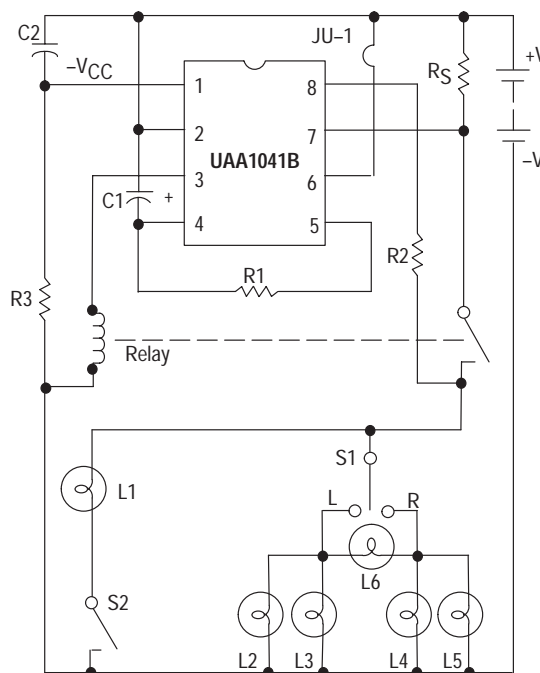 C2
JU–1
–VCC
RS
+V
–V
1
8
2
7
UAA1041B
3
6
C1
+
4
5
R1
R2
R3
Relay
S1
L
R
L1
L6
S2
L2
L3
L4
L5